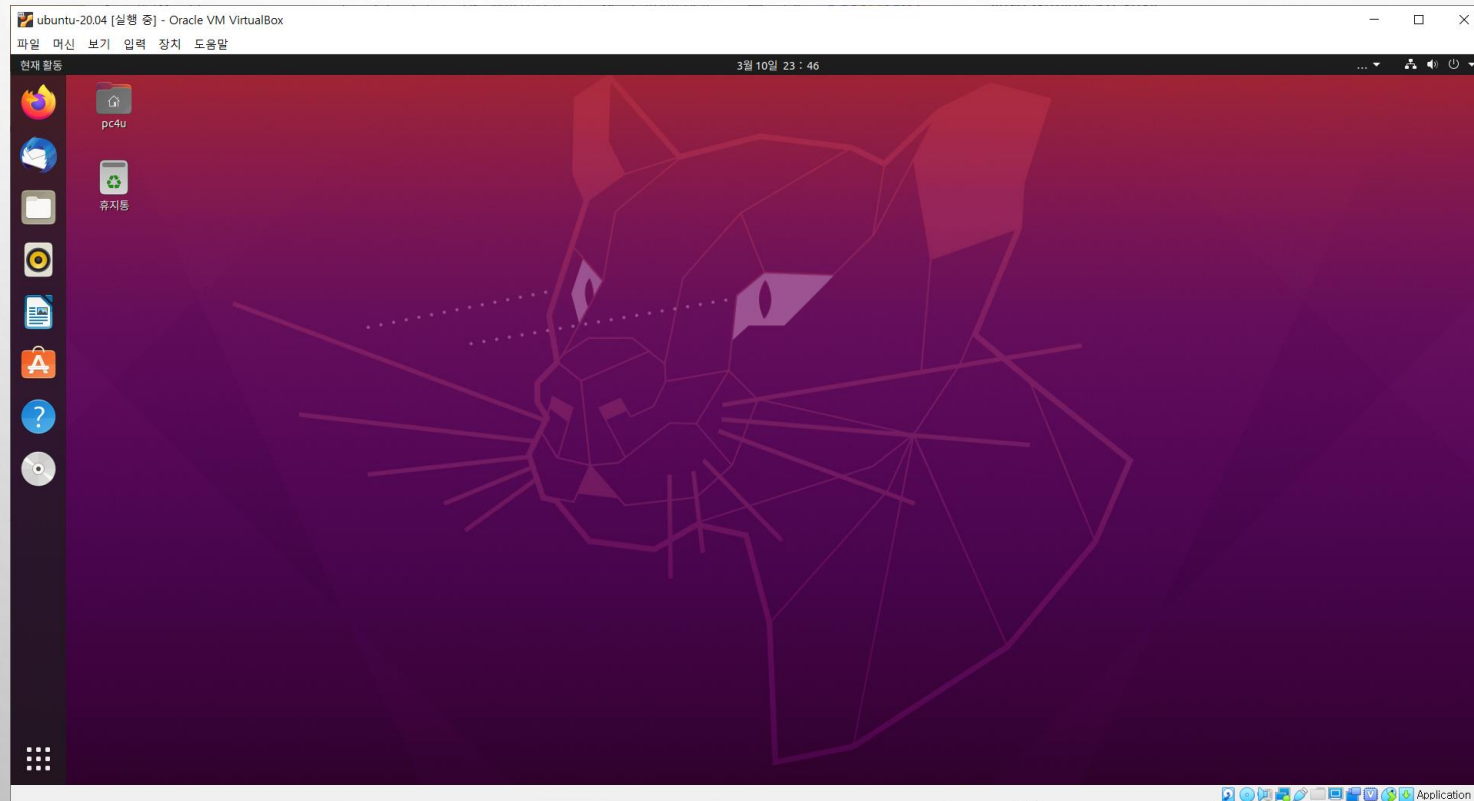 ubuntu-20.04 [실행 중] - Oracle VM VirtualBox
파일 머신 보기 입력 장치 도움말
현재 활동 3월 10일 23 : 46 ...
pc4u
휴지통
Application